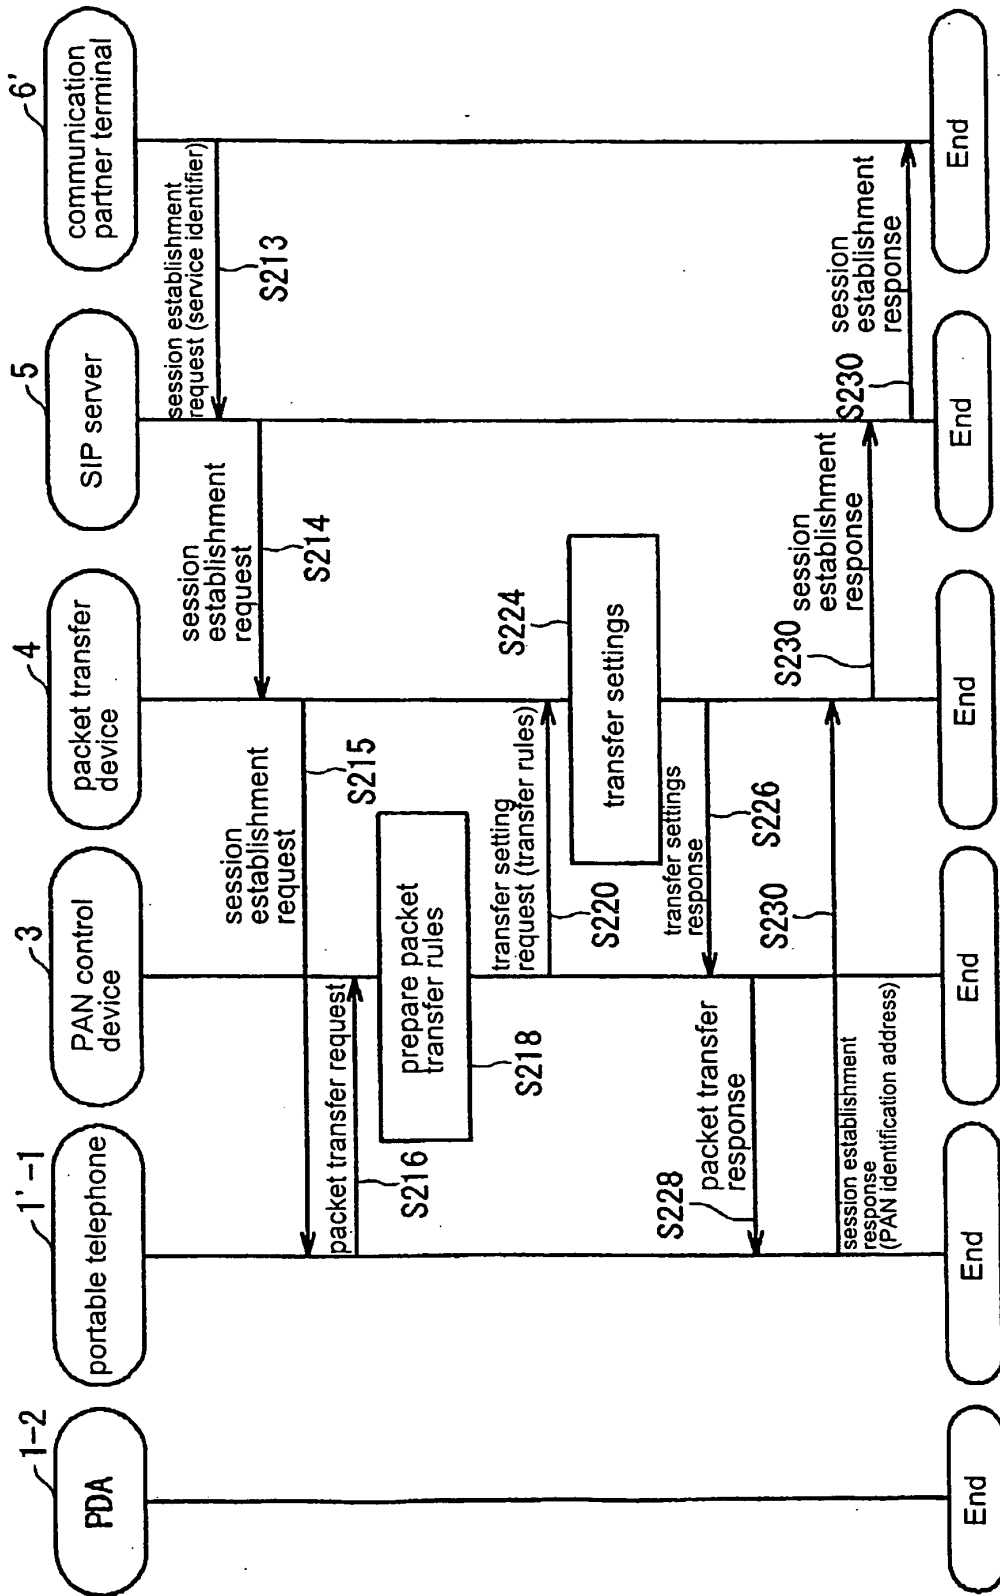 1-2
PDA
1'-1
portable telephone
3
PAN control
device
4
packet transfer
device
5
SIP server
6'
communication
partner terminal
session establishment
request (service identifier)
S213
session
establishment
request
S214
session
establishment
request
S215
packet transfer request
S216
prepare packet
transfer rules
S218
transfer setting
request (transfer rules)
S220
transfer settings
S224
transfer settings
response
S226
packet transfer
response
S228
session establishment
response
(PAN identification address)
S230
session
establishment
response
S230
session
establishment
response
S230
End
End
End
End
End
End